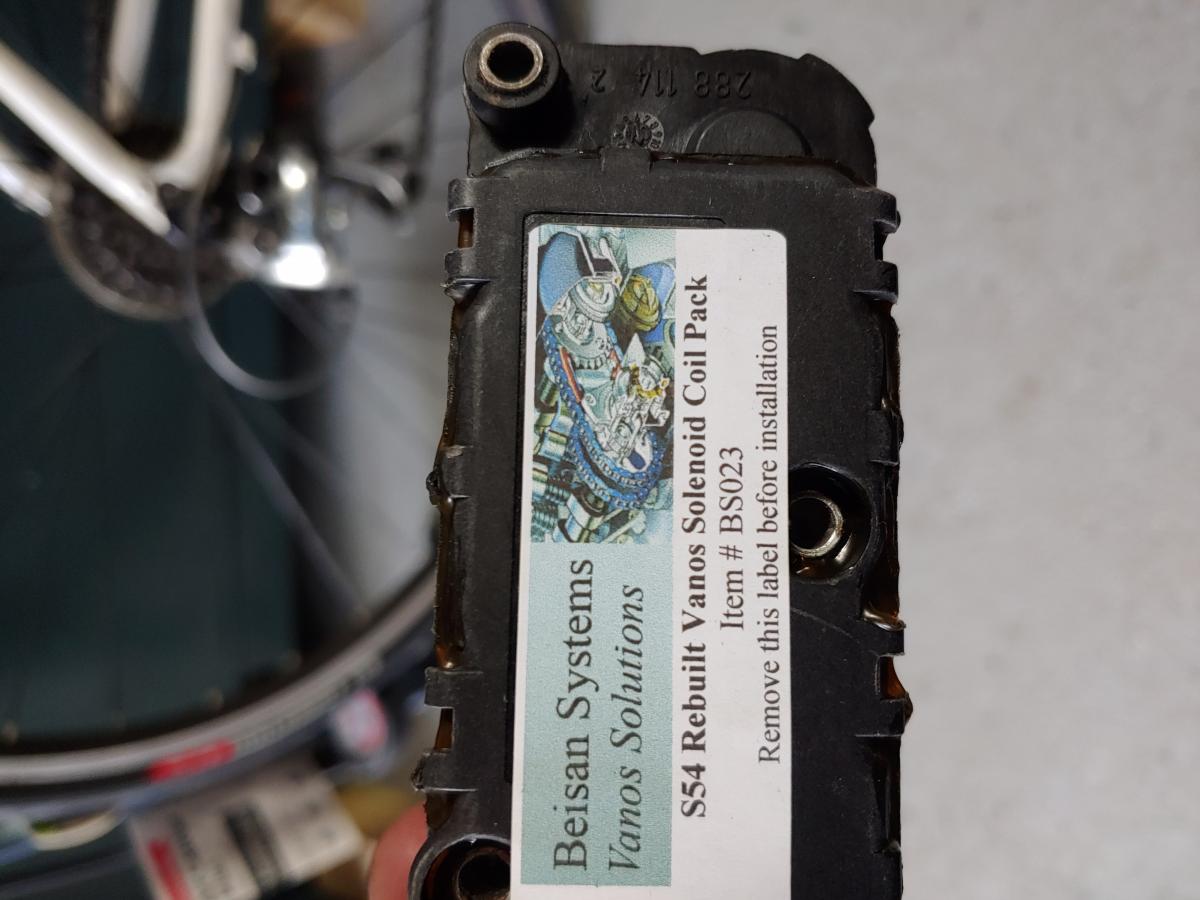 288 114 2
Beisan Systems
Vanos Solutions
S54 Rebuilt Vanos Solenoid Coil Pack
Item # BS023
Remove this label before installation